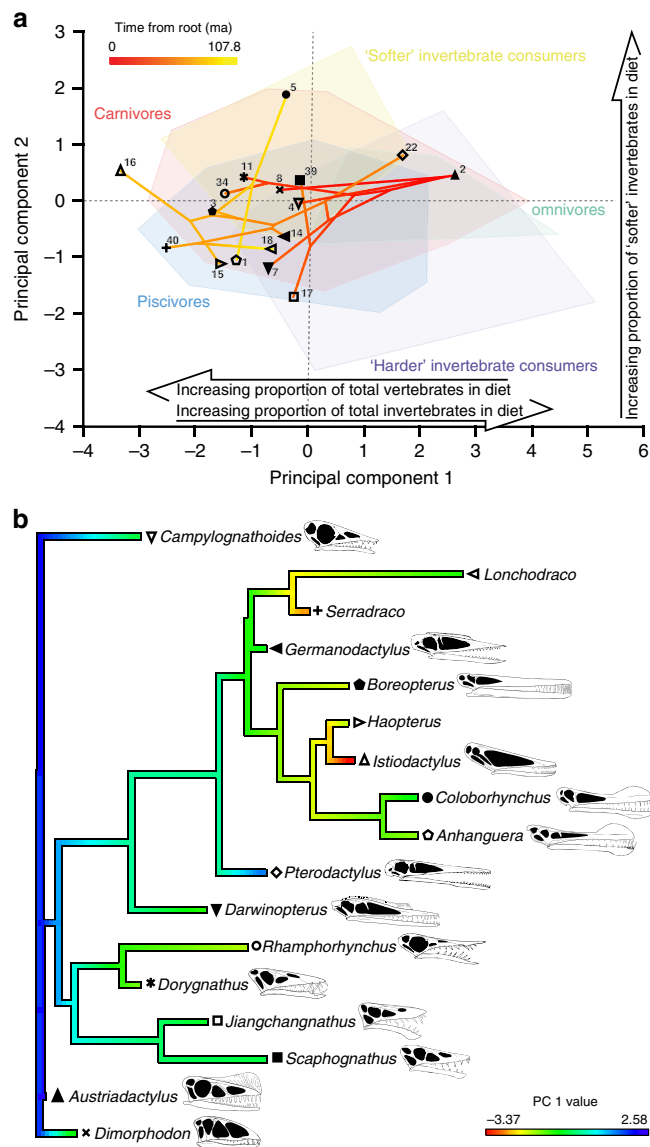 a
Time from root (ma)
0
107.8
3
2
1
0
−1
−2
−3
−4
Principal component 2
'Softer' invertebrate consumers
Carnivores
omnivores
Piscivores
'Harder' invertebrate consumers
5
22
2
16
11
8
39
34
3
4
14
40
18
15
1
7
17
Increasing proportion of total vertebrates in diet
Increasing proportion of total invertebrates in diet
Increasing proportion of 'softer' invertebrates in diet
−4
−3
−2
−1
0
1
2
3
4
5
6
Principal component 1
b
Campylognathoides
Lonchodraco
Serradraco
Germanodactylus
Boreopterus
Haopterus
Istiodactylus
Coloborhynchus
Anhanguera
Pterodactylus
Darwinopterus
Rhamphorhynchus
Dorygnathus
Jiangchangnathus
Scaphognathus
Austriadactylus
Dimorphodon
PC 1 value
−3.37
2.58